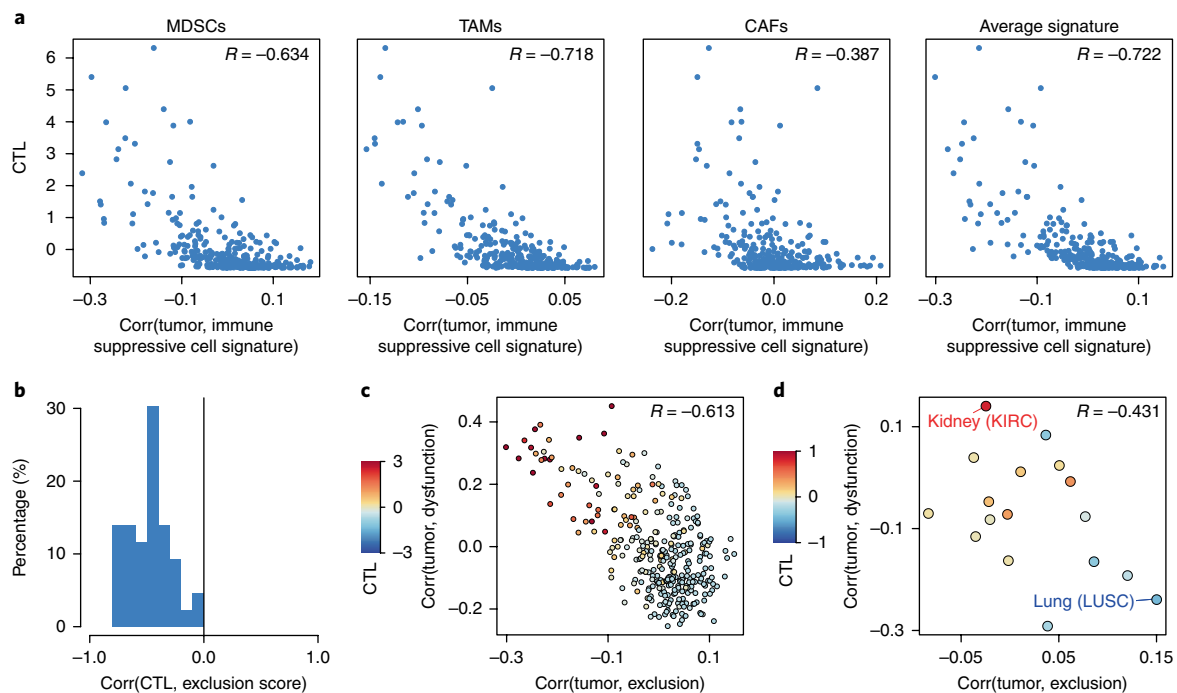 a
MDSCs
TAMs
CAFs
Average signature
R = –0.634
R = –0.718
R = –0.387
R = –0.722
CTL
6
5
4
3
2
1
0
–0.3
–0.1
0.1
–0.15
–0.05
0.05
–0.2
0.0
0.2
–0.3
–0.1
0.1
Corr(tumor, immune
suppressive cell signature)
Corr(tumor, immune
suppressive cell signature)
Corr(tumor, immune
suppressive cell signature)
Corr(tumor, immune
suppressive cell signature)
b
Percentage (%)
30
20
10
0
–1.0
0.0
1.0
Corr(CTL, exclusion score)
c
3
0
–3
CTL
Corr(tumor, dysfunction)
0.4
0.2
0.0
–0.2
R = –0.613
–0.3
–0.1
0.1
Corr(tumor, exclusion)
d
1
0
–1
CTL
Corr(tumor, dysfunction)
0.1
–0.1
–0.3
R = –0.431
Kidney (KIRC)
Lung (LUSC)
–0.05
0.05
0.15
Corr(tumor, exclusion)